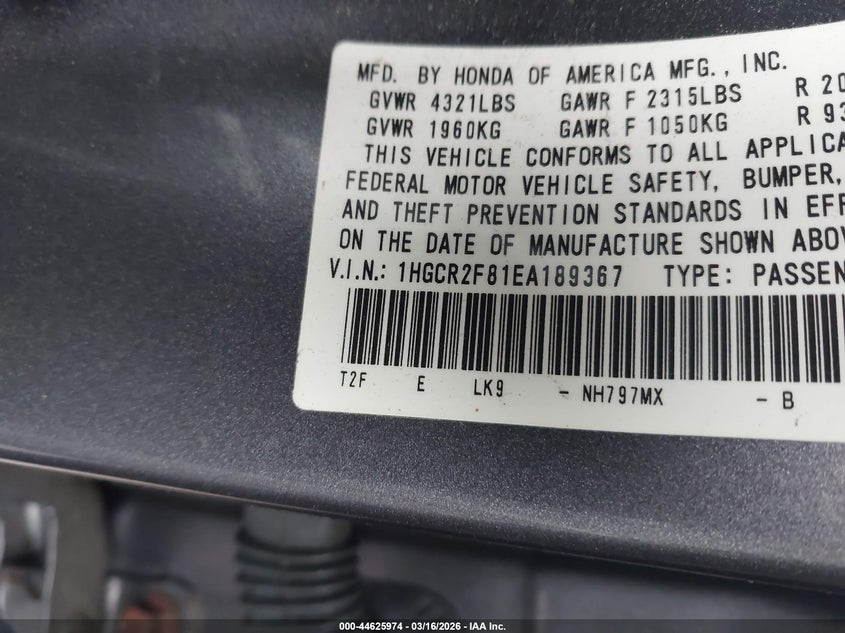 MFD. BY HONDA OF AMERICA MFG., INC.
GVWR 4321LBS GAWR F 2315LBS R 20
GVWR 1960KG GAWR F 1050KG R 93
THIS VEHICLE CONFORMS TO ALL APPLICA
FEDERAL MOTOR VEHICLE SAFETY, BUMPER,
AND THEFT PREVENTION STANDARDS IN EFF
ON THE DATE OF MANUFACTURE SHOWN ABOV
V.I.N.: 1HGCR2F81EA189367 TYPE: PASSEN
T2F E LK9 - NH797MX - B
000-44625974 - 03/16/2026 - IAA Inc.